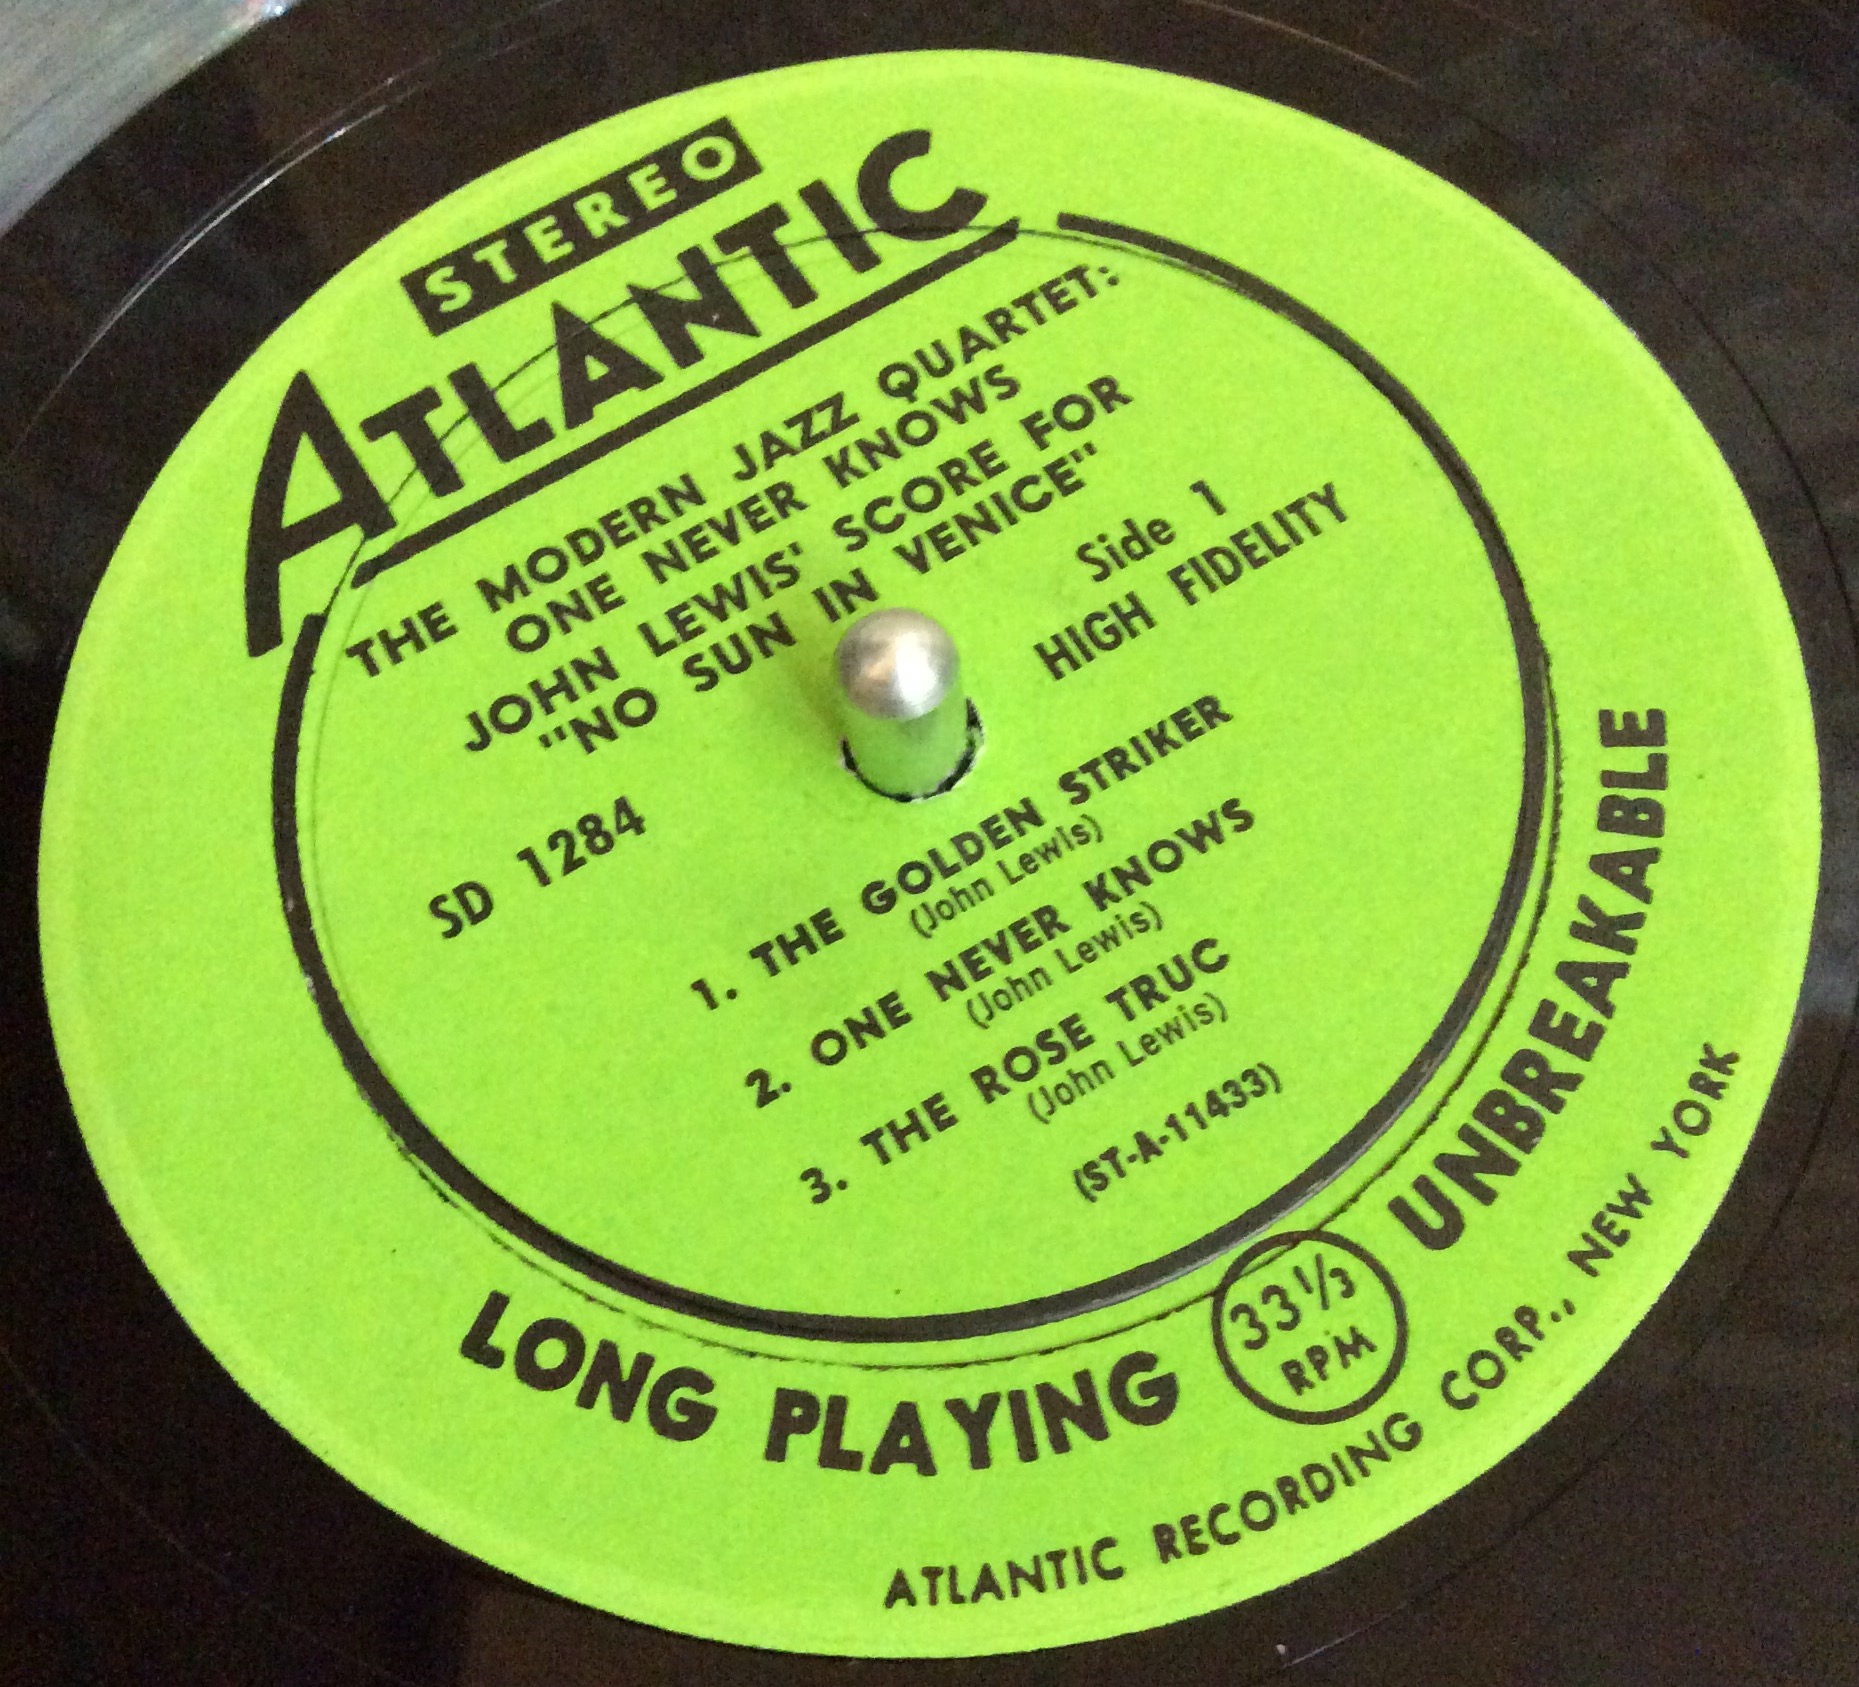 STEREO
ATLANTIC
THE MODERN JAZZ QUARTET:
ONE NEVER KNOWS
JOHN LEWIS' SCORE FOR
"NO SUN IN VENICE"
SD 1284
Side 1
HIGH FIDELITY
1. THE GOLDEN STRIKER
(John Lewis)
2. ONE NEVER KNOWS
(John Lewis)
3. THE ROSE TRUC
(John Lewis)
(ST-A-11433)
LONG PLAYING 33 1/3 RPM UNBREAKABLE
ATLANTIC RECORDING CORP., NEW YORK